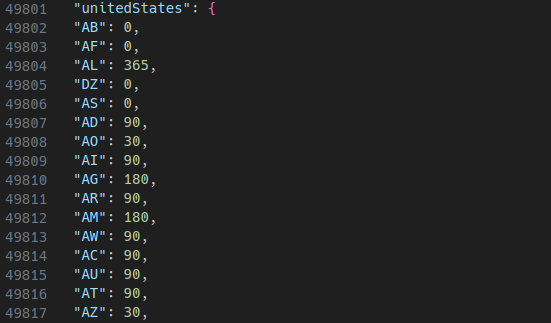 49801 "unitedStates": {
49802 "AB": 0,
49803 "AF": 0,
49804 "AL": 365,
49805 "DZ": 0,
49806 "AS": 0,
49807 "AD": 90,
49808 "AO": 30,
49809 "AI": 90,
49810 "AG": 180,
49811 "AR": 90,
49812 "AM": 180,
49813 "AW": 90,
49814 "AC": 90,
49815 "AU": 90,
49816 "AT": 90,
49817 "AZ": 30,